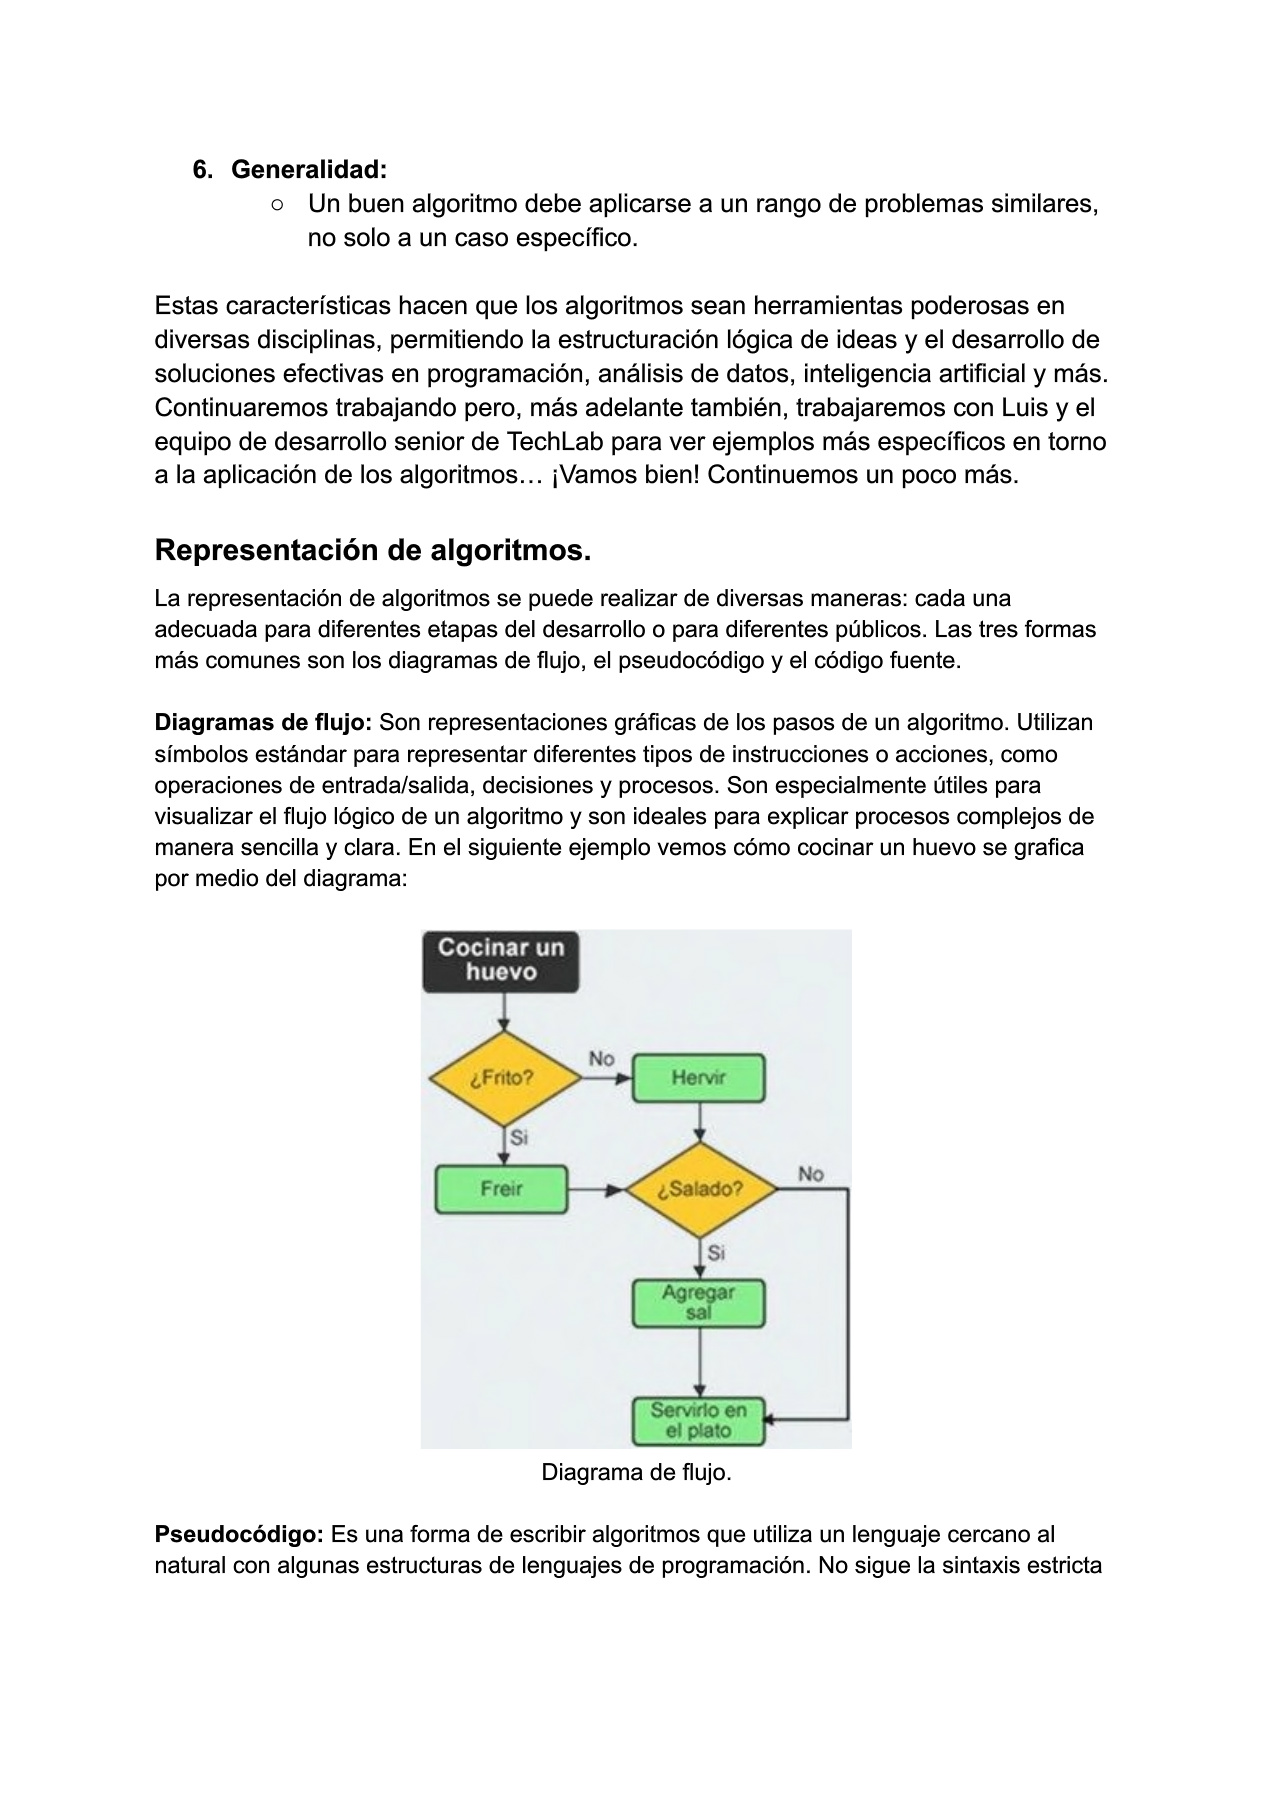 6. Generalidad:
○ Un buen algoritmo debe aplicarse a un rango de problemas similares,
no solo a un caso específico.
Estas características hacen que los algoritmos sean herramientas poderosas en
diversas disciplinas, permitiendo la estructuración lógica de ideas y el desarrollo de
soluciones efectivas en programación, análisis de datos, inteligencia artificial y más.
Continuaremos trabajando pero, más adelante también, trabajaremos con Luis y el
equipo de desarrollo senior de TechLab para ver ejemplos más específicos en torno
a la aplicación de los algoritmos… ¡Vamos bien! Continuemos un poco más.
Representación de algoritmos.
La representación de algoritmos se puede realizar de diversas maneras: cada una
adecuada para diferentes etapas del desarrollo o para diferentes públicos. Las tres formas
más comunes son los diagramas de flujo, el pseudocódigo y el código fuente.
Diagramas de flujo: Son representaciones gráficas de los pasos de un algoritmo. Utilizan
símbolos estándar para representar diferentes tipos de instrucciones o acciones, como
operaciones de entrada/salida, decisiones y procesos. Son especialmente útiles para
visualizar el flujo lógico de un algoritmo y son ideales para explicar procesos complejos de
manera sencilla y clara. En el siguiente ejemplo vemos cómo cocinar un huevo se grafica
por medio del diagrama:
Cocinar un
huevo
¿Frito?
No
Hervir
Si
Freir
¿Salado?
No
Si
Agregar
sal
Servirlo en
el plato
Diagrama de flujo.
Pseudocódigo: Es una forma de escribir algoritmos que utiliza un lenguaje cercano al
natural con algunas estructuras de lenguajes de programación. No sigue la sintaxis estricta